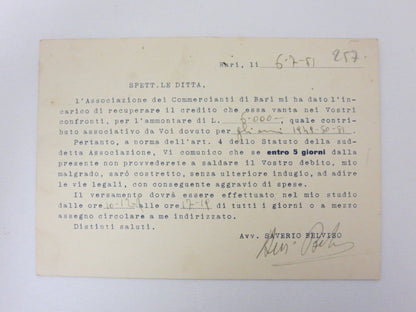 Bari, li 6-7-51 257.
SPETT. LE DITTA,
l'Associazione dei Commercianti di Bari mi ha dato l'in-
carico di recuperare il credito che essa vanta nei Vostri
confronti, per l'ammontare di L. 6.000=, quale contri-
buto associativo da Voi dovuto per gli anni 1949-50-51
Pertanto, a norma dell'art. 4 dello Statuto della sud-
detta Associazione, Vi comunico che se entro 5 giorni dalla
presente non provvederete a saldare il Vostro debito, mio
malgrado, sarò costretto, senza ulteriore indugio, ad adire
le vie legali, con conseguente aggravio di spese.
Il versamento dovrà essere effettuato nel mio studio
dalle ore 10-12 alle ore 17-19 di tutti i giorni o a mezzo
assegno circolare a me indirizzato.
Distinti saluti.
Avv. SAVERIO BELVISO